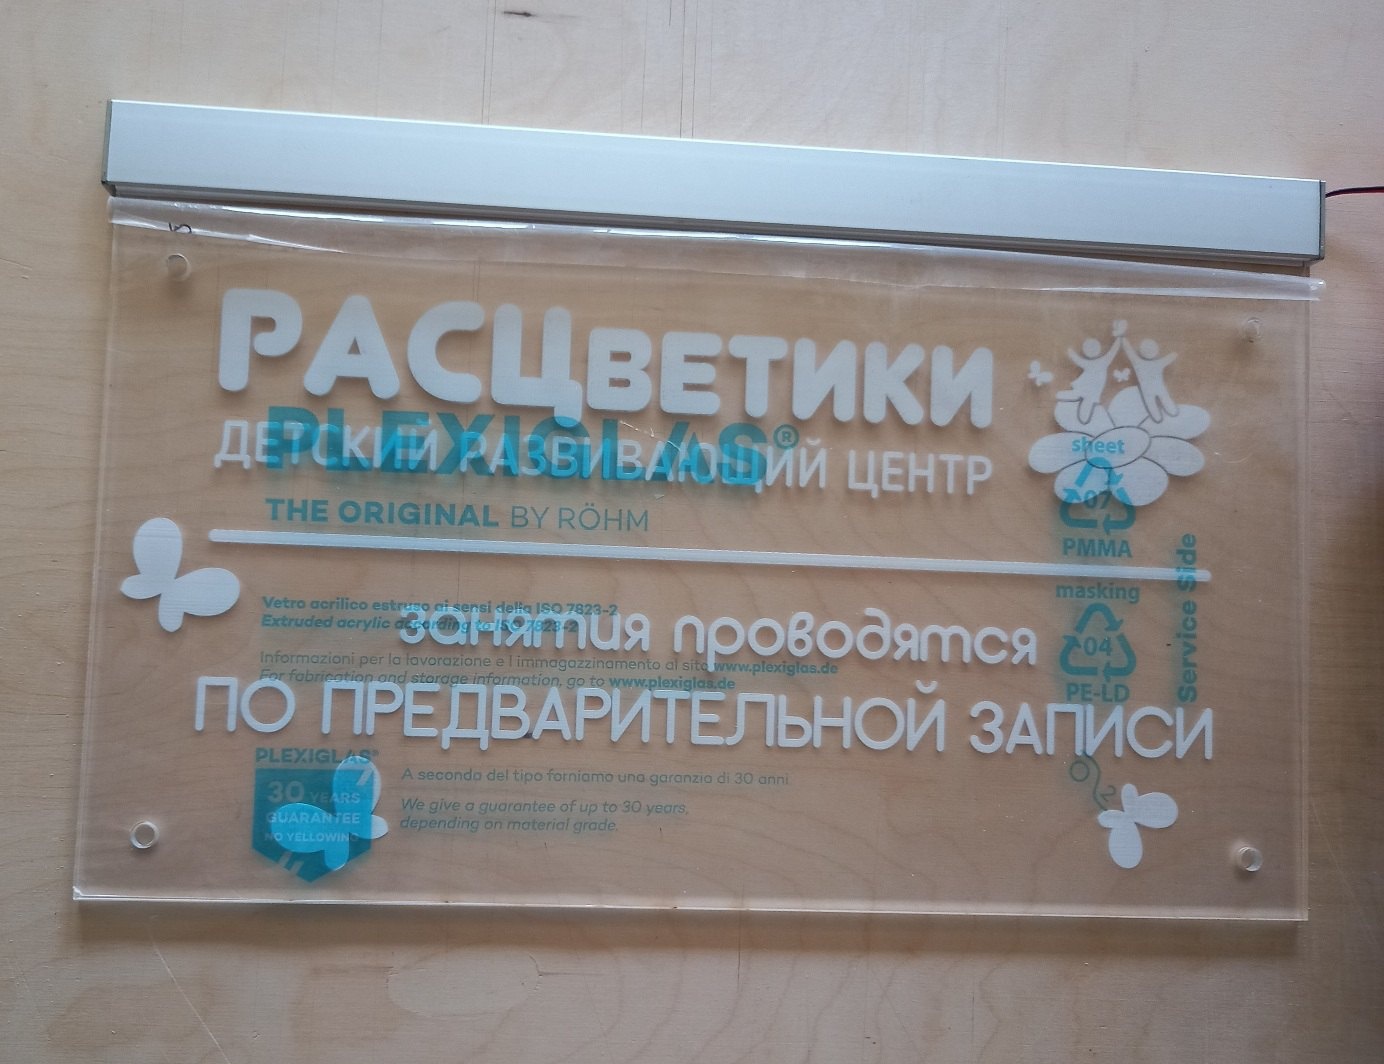 РАСЦВЕТИКИ
PLEXIGLAS®
ДЕТСКИЙ РАЗВИВАЮЩИЙ ЦЕНТР
THE ORIGINAL BY RÖHM
sheet
07
PMMA
masking
04
PE-LD
Service Side
Vetro acrilico estruso ai sensi della ISO 7823-2
Extruded acrylic according to ISO 7823-2
занятия проводятся
Informazioni per la lavorazione e l immagazzinamento al sito www.plexiglas.de
For fabrication and storage information, go to www.plexiglas.de
ПО ПРЕДВАРИТЕЛЬНОЙ ЗАПИСИ
PLEXIGLAS®
30 YEARS
GUARANTEE
NO YELLOWING
A seconda del tipo forniamo una garanzia di 30 anni
We give a guarantee of up to 30 years,
depending on material grade.